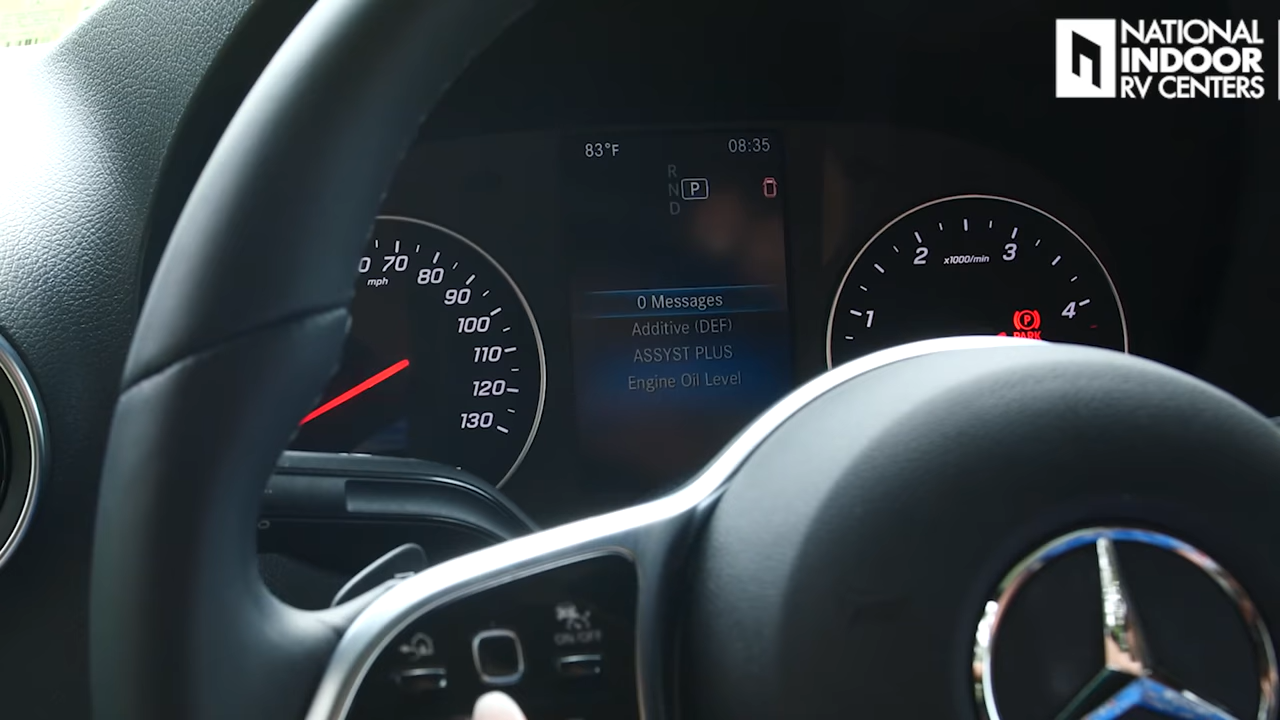 NATIONAL
INDOOR
RV CENTERS
83°F
08:35
R
N P
D
0 Messages
Additive (DEF)
ASSYST PLUS
Engine Oil Level
70
mph
80
90
100
110
120
130
1
2
x1000/min
3
4
P
PARK
ON/OFF